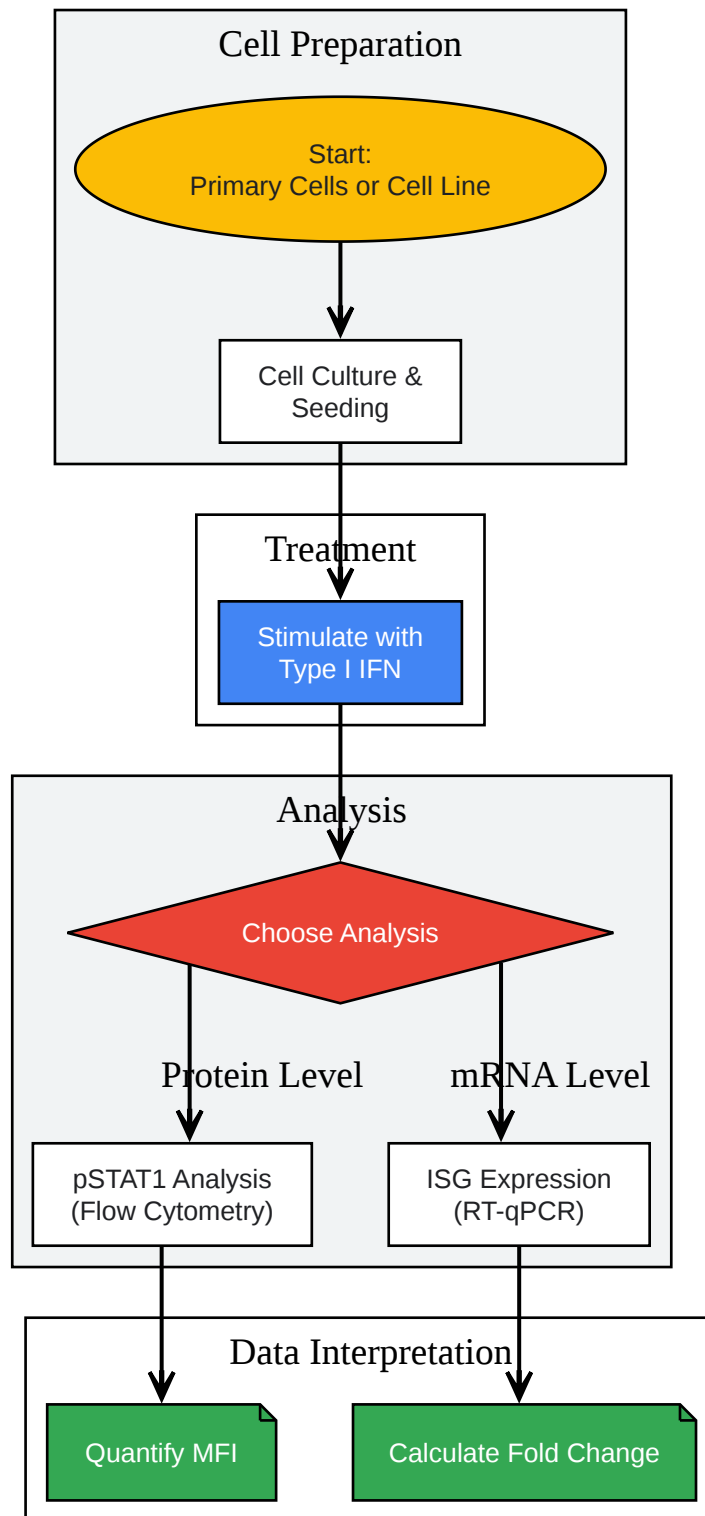 Cell Preparation
Start:
Primary Cells or Cell Line
Cell Culture &
Seeding
Treatment
Stimulate with
Type I IFN
Analysis
Choose Analysis
Protein Level
mRNA Level
pSTAT1 Analysis
(Flow Cytometry)
ISG Expression
(RT-qPCR)
Data Interpretation
Quantify MFI
Calculate Fold Change